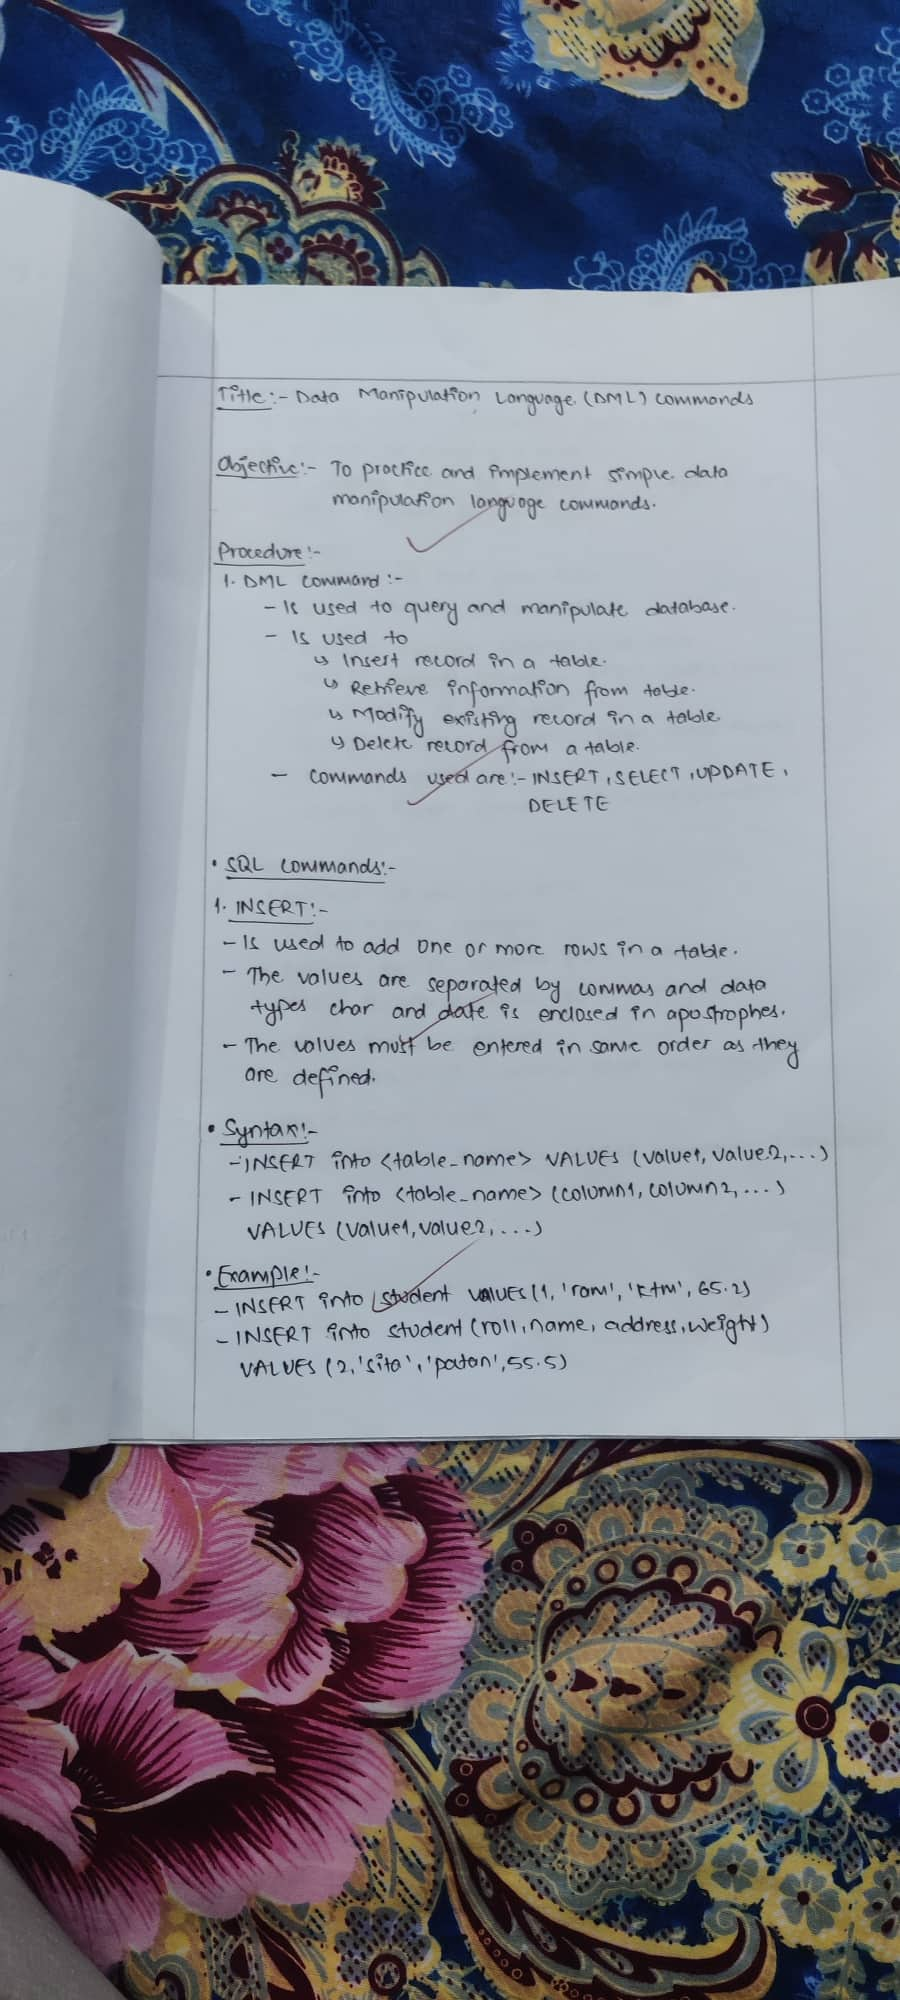 Title:- Data Manipulation Language (DML) commands
Objective:- To practice and implement simple data
manipulation language commands.
Procedure:-
1. DML command:-
- Is used to query and manipulate database.
- Is used to
↳ Insert record in a table.
↳ Retrieve information from table.
↳ Modify existing record in a table
↳ Delete record from a table.
- commands used are:- INSERT, SELECT, UPDATE,
DELETE
• SQL commands:-
1. INSERT:-
- Is used to add one or more rows in a table.
- The values are separated by commas and data
types char and date is enclosed in apostrophes.
- The values must be entered in same order as they
are defined.
• Syntax:-
- INSERT into <table_name> VALUES (value1, value2,...)
- INSERT into <table_name> (column1, column2, ...)
VALUES (value1, value2, ...)
• Example:-
- INSERT into student values(1, 'ram', 'ktm', 65.2)
- INSERT into student (roll, name, address, weight)
VALUES (2, 'sita', 'patan', 55.5)